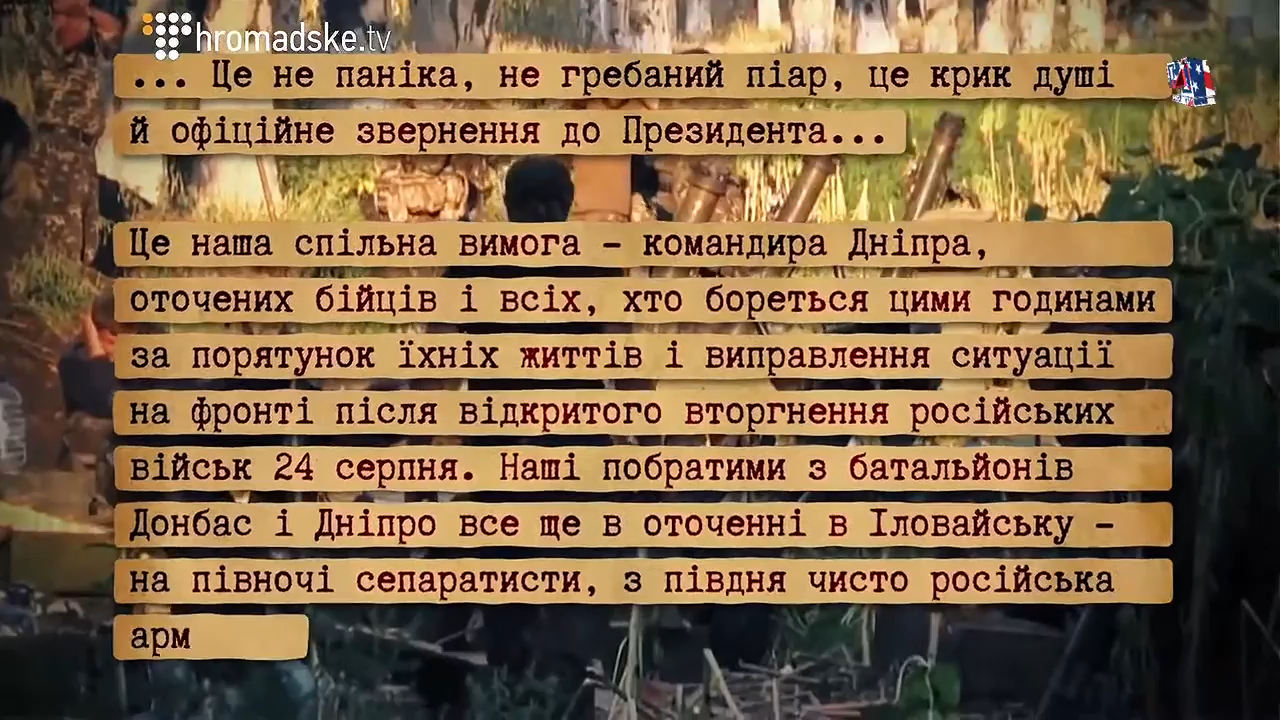 hromadske.tv
... Це не паніка, не гребаний піар, це крик душі
й офіційне звернення до Президента...
Це наша спільна вимога – командира Дніпра,
оточених бійців і всіх, хто бореться цими годинами
за порятунок їхніх життів і виправлення ситуації
на фронті після відкритого вторгнення російських
військ 24 серпня. Наші побратими з батальйонів
Донбас і Дніпро все ще в оточенні в Іловайську –
на півночі сепаратисти, з півдня чисто російська
арм